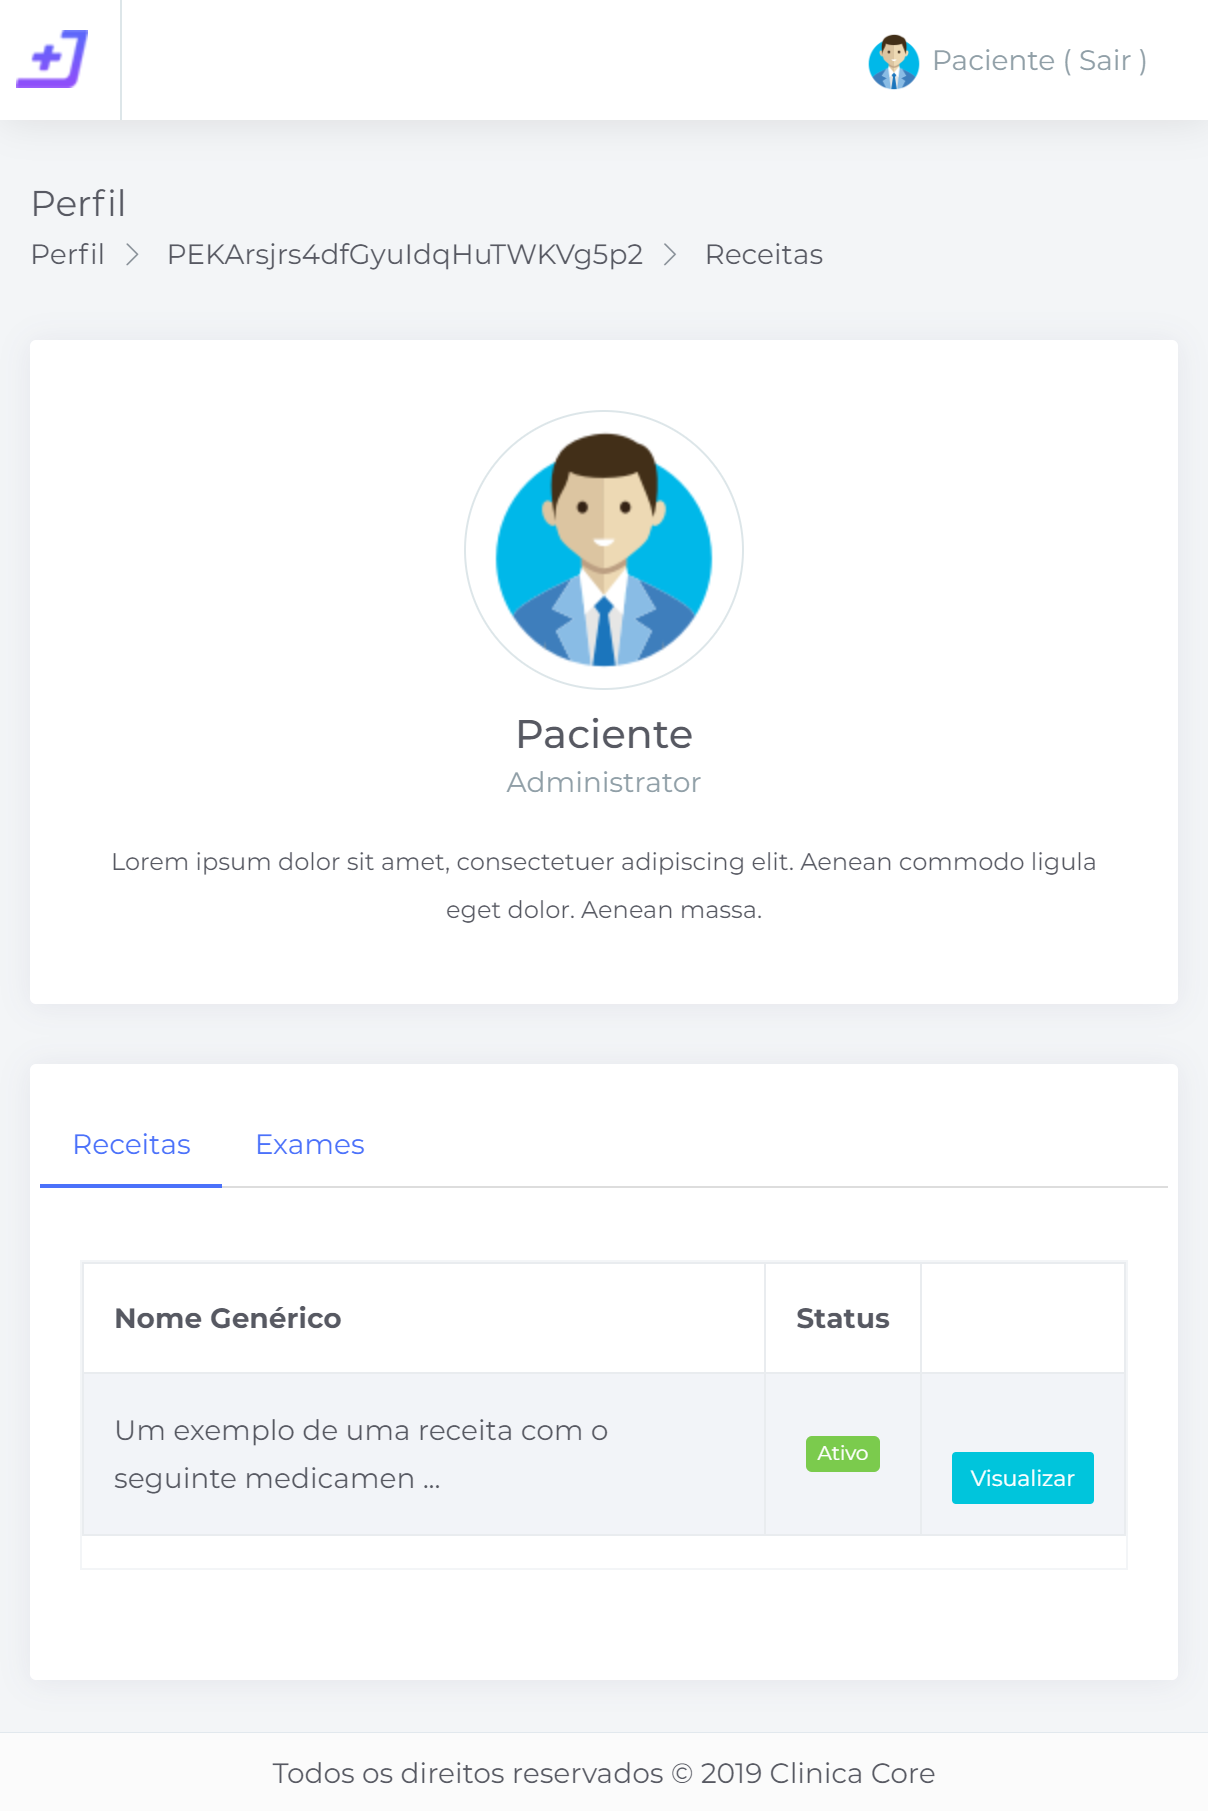 Paciente ( Sair )
Perfil
Perfil > PEKArsjrs4dfGyuIdqHuTWKVg5p2 > Receitas
Paciente
Administrator
Lorem ipsum dolor sit amet, consectetuer adipiscing elit. Aenean commodo ligula
eget dolor. Aenean massa.
Receitas Exames
Nome Genérico Status
Um exemplo de uma receita com o
seguinte medicamen ...
Ativo
Visualizar
Todos os direitos reservados © 2019 Clinica Core